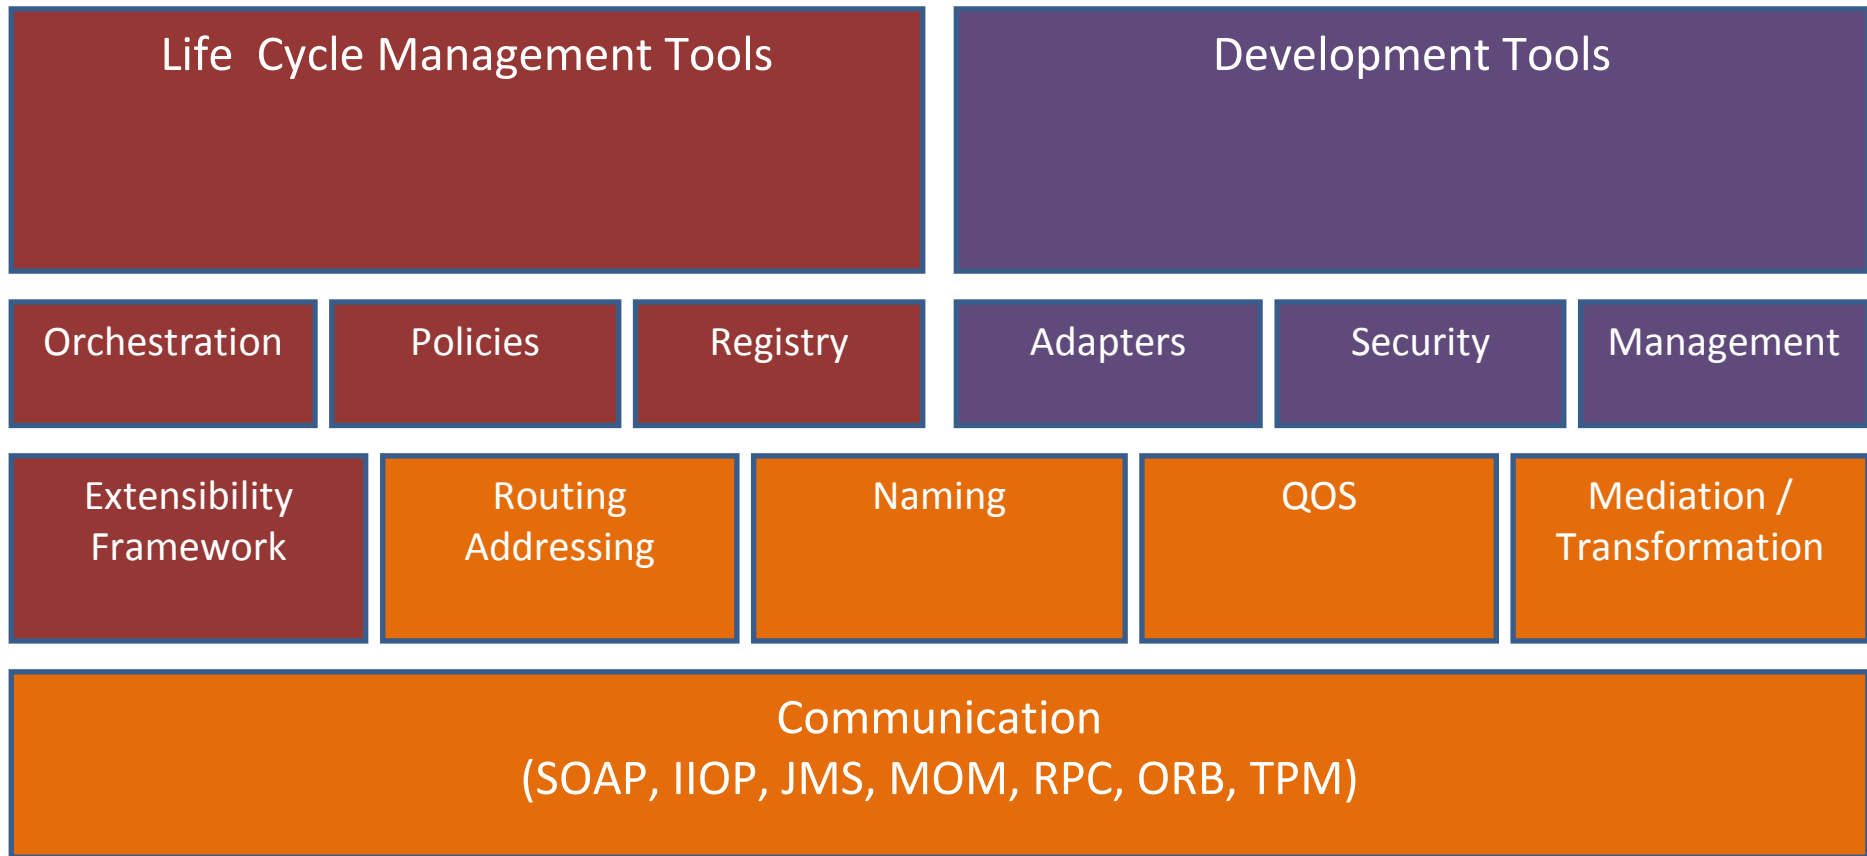 Life  Cycle Management Tools
Development Tools
Orchestration
Policies
Registry
Adapters
Security
Management
Extensibility
Framework
Routing
Addressing
Naming
QOS
Mediation /
Transformation
Communication
(SOAP, IIOP, JMS, MOM, RPC, ORB, TPM)